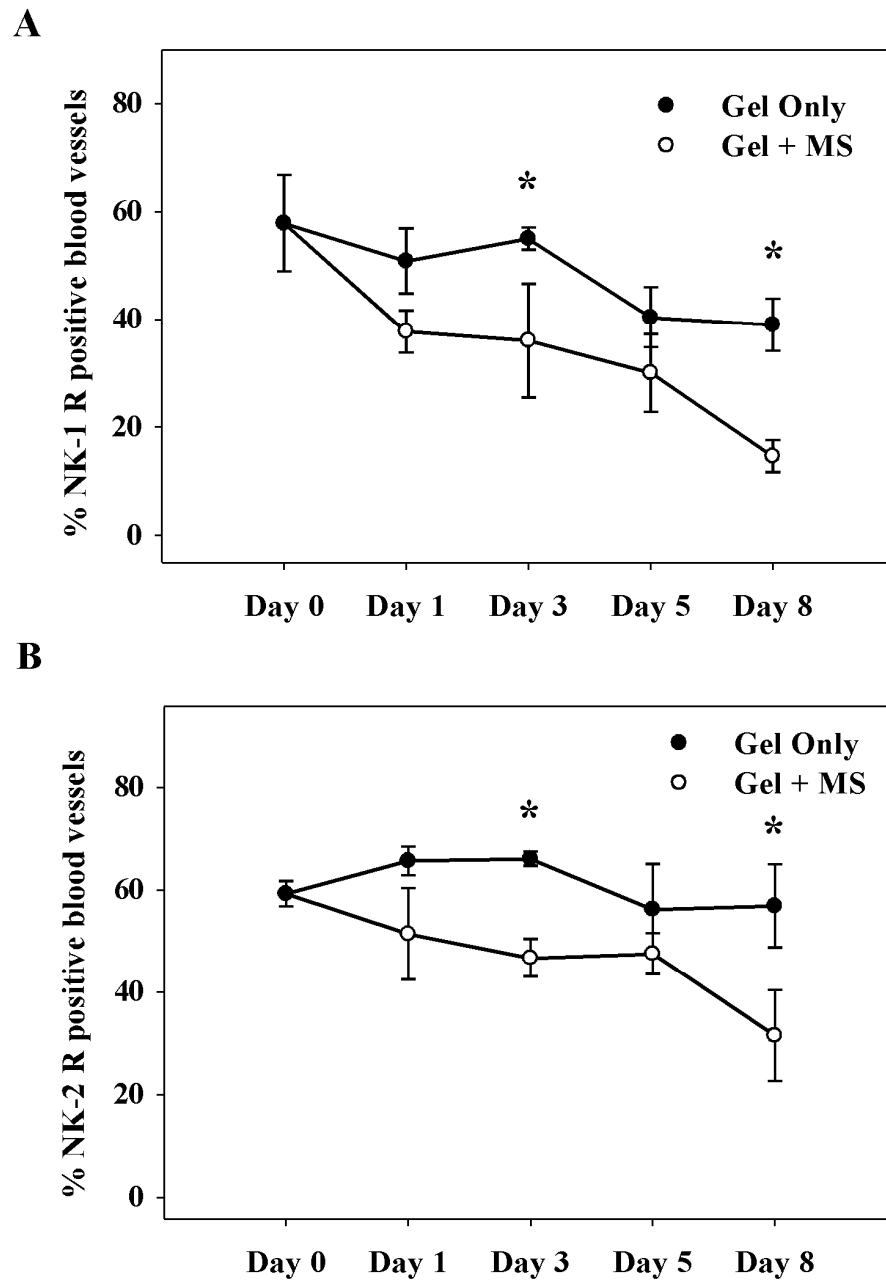 A
% NK-1 R positive blood vessels
80
60
40
20
0
Gel Only
Gel + MS
*
*
Day 0 Day 1 Day 3 Day 5 Day 8
B
% NK-2 R positive blood vessels
80
60
40
20
0
Gel Only
Gel + MS
*
*
Day 0 Day 1 Day 3 Day 5 Day 8